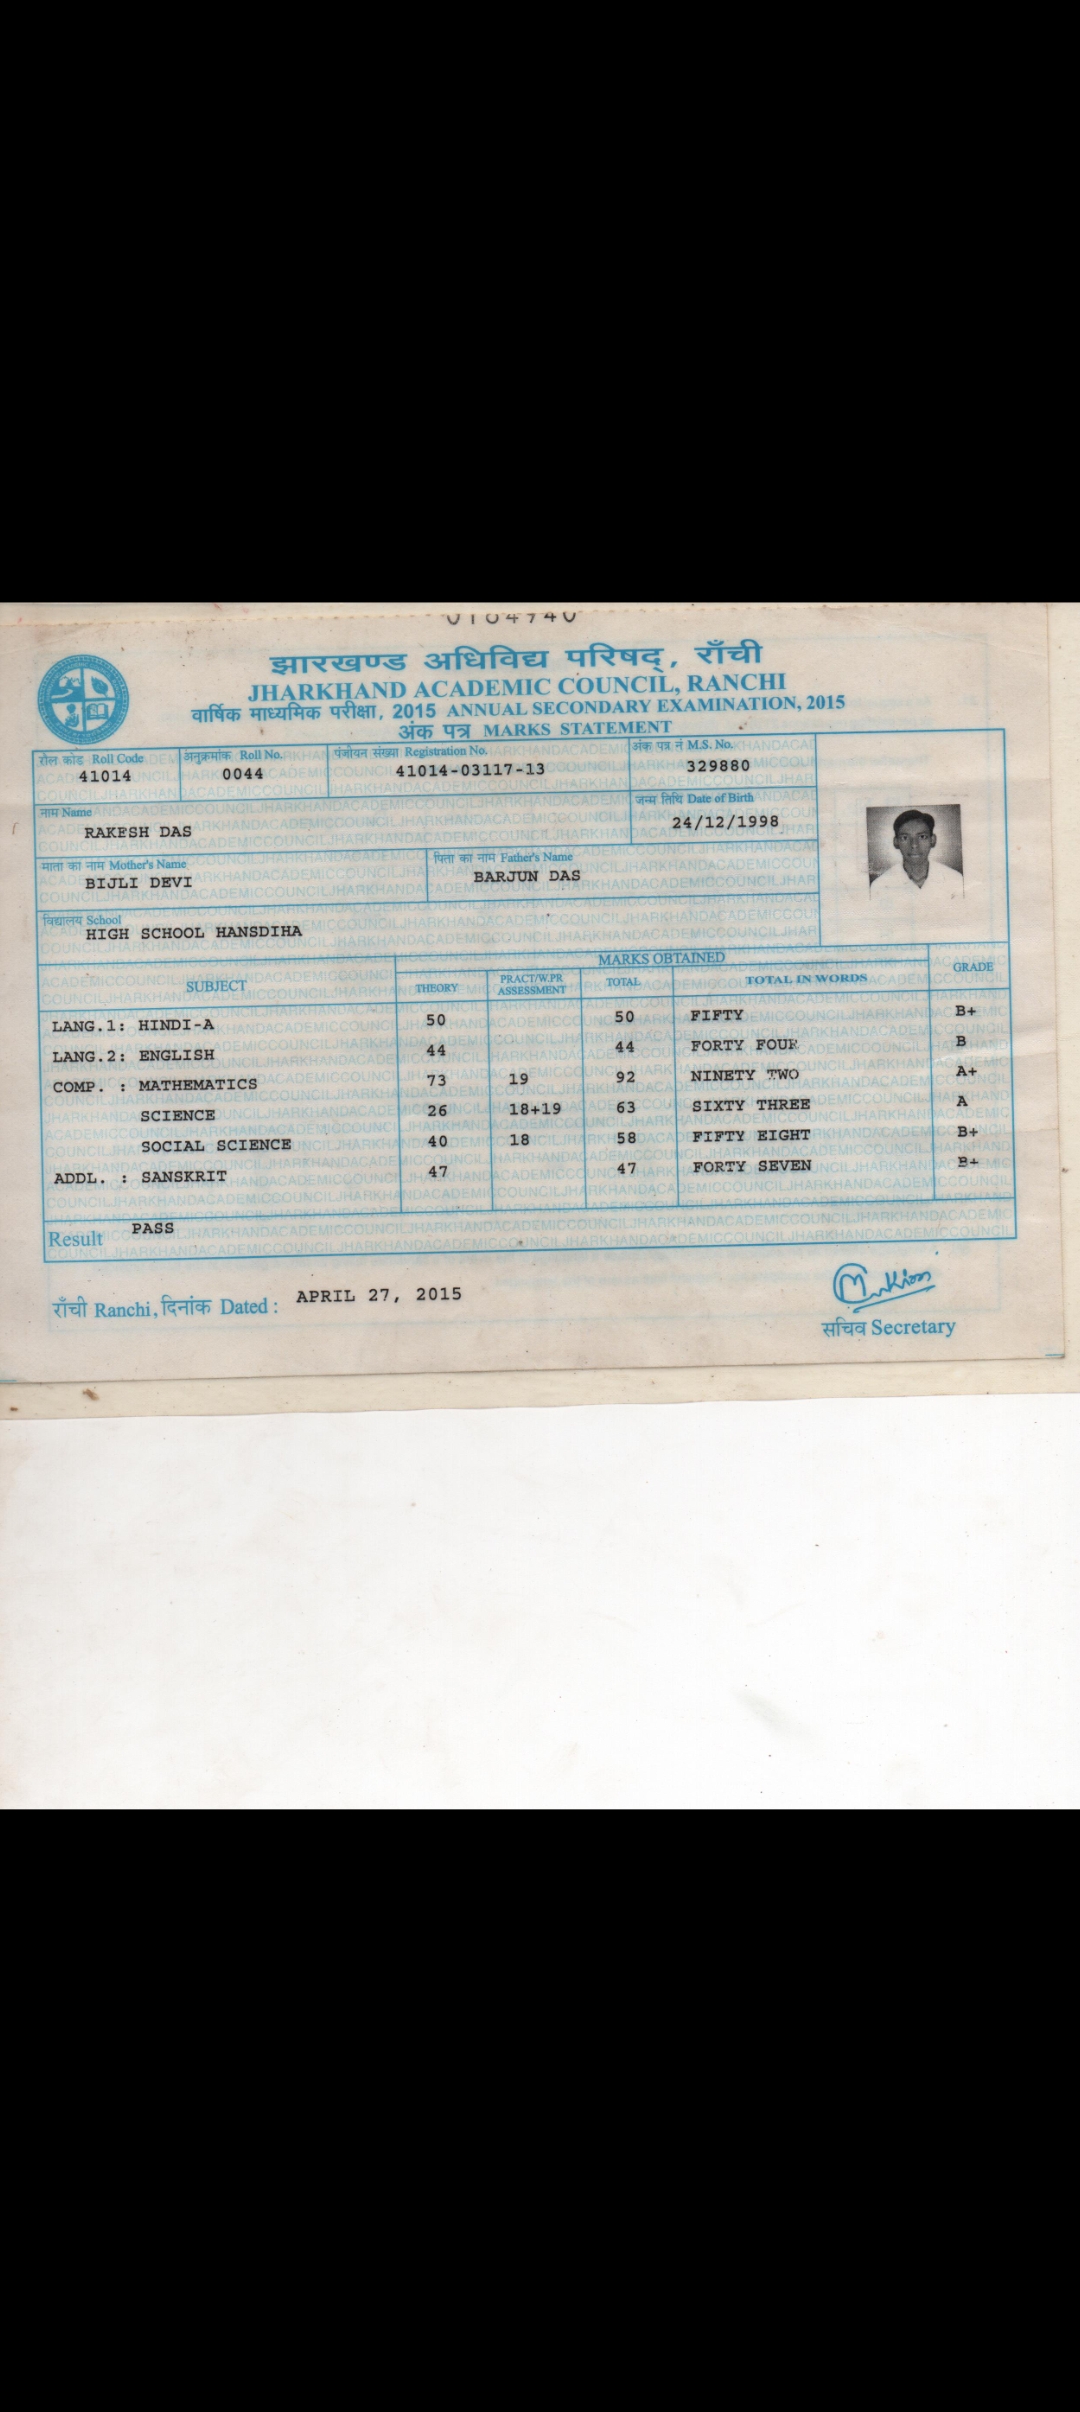 0184940
झारखण्ड अधिविद्य परिषद्, राँची
JHARKHAND ACADEMIC COUNCIL, RANCHI
वार्षिक माध्यमिक परीक्षा, 2015 ANNUAL SECONDARY EXAMINATION, 2015
अंक पत्र MARKS STATEMENT
रोल कोड Roll Code अनुक्रमांक Roll No. पंजीयन संख्या Registration No. अंक पत्र नं M.S. No.
41014 0044 41014-03117-13 329880
नाम Name जन्म तिथि Date of Birth
RAKESH DAS 24/12/1998
माता का नाम Mother's Name पिता का नाम Father's Name
BIJLI DEVI BARJUN DAS
विद्यालय School
HIGH SCHOOL HANSDIHA
MARKS OBTAINED
SUBJECT THEORY PRACT/W.PR ASSESSMENT TOTAL TOTAL IN WORDS GRADE
LANG.1: HINDI-A 50 50 FIFTY B+
LANG.2: ENGLISH 44 44 FORTY FOUR B
COMP. : MATHEMATICS 73 19 92 NINETY TWO A+
SCIENCE 26 18+19 63 SIXTY THREE A
SOCIAL SCIENCE 40 18 58 FIFTY EIGHT B+
ADDL. : SANSKRIT 47 47 FORTY SEVEN B+
Result PASS
राँची Ranchi, दिनांक Dated : APRIL 27, 2015
सचिव Secretary